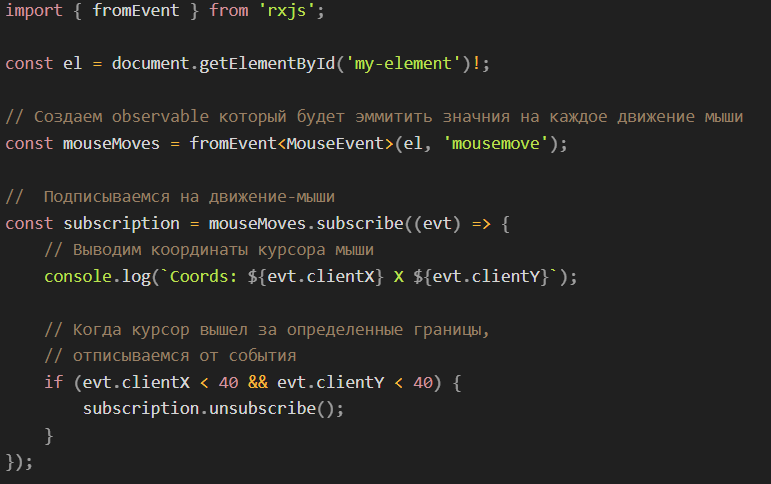 import { fromEvent } from 'rxjs';
const el = document.getElementById('my-element')!;
// Создаем observable который будет эммитить значния на каждое движение мыши
const mouseMoves = fromEvent<MouseEvent>(el, 'mousemove');
//  Подписываемся на движение-мыши
const subscription = mouseMoves.subscribe((evt) => {
    // Выводим координаты курсора мыши
    console.log(`Coords: ${evt.clientX} X ${evt.clientY}`);
    // Когда курсор вышел за определенные границы,
    // отписываемся от события
    if (evt.clientX < 40 && evt.clientY < 40) {
        subscription.unsubscribe();
    }
});